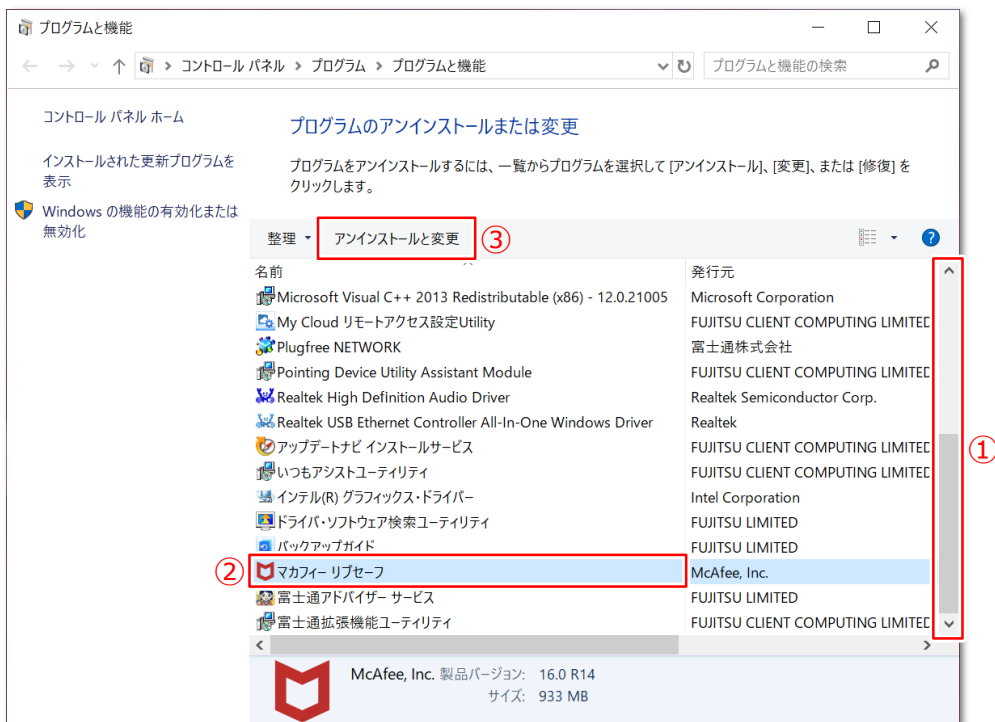 プログラムと機能
コントロール パネル > プログラム > プログラムと機能
プログラムと機能の検索
コントロール パネル ホーム
インストールされた更新プログラムを
表示
Windows の機能の有効化または
無効化
プログラムのアンインストールまたは変更
プログラムをアンインストールするには、一覧からプログラムを選択して [アンインストール]、[変更]、または [修復] を
クリックします。
整理 アンインストールと変更 ③
名前 発行元
Microsoft Visual C++ 2013 Redistributable (x86) - 12.0.21005 Microsoft Corporation
My Cloud リモートアクセス設定Utility FUJITSU CLIENT COMPUTING LIMITED
Plugfree NETWORK 富士通株式会社
Pointing Device Utility Assistant Module FUJITSU CLIENT COMPUTING LIMITED
Realtek High Definition Audio Driver Realtek Semiconductor Corp.
Realtek USB Ethernet Controller All-In-One Windows Driver Realtek
アップデートナビ インストールサービス FUJITSU CLIENT COMPUTING LIMITED
①
いつもアシストユーティリティ FUJITSU CLIENT COMPUTING LIMITED
インテル(R) グラフィックス・ドライバー Intel Corporation
ドライバ・ソフトウェア検索ユーティリティ FUJITSU LIMITED
バックアップガイド FUJITSU LIMITED
② マカフィー リブセーフ McAfee, Inc.
富士通アドバイザー サービス FUJITSU LIMITED
富士通拡張機能ユーティリティ FUJITSU CLIENT COMPUTING LIMITED
McAfee, Inc. 製品バージョン: 16.0 R14
サイズ: 933 MB